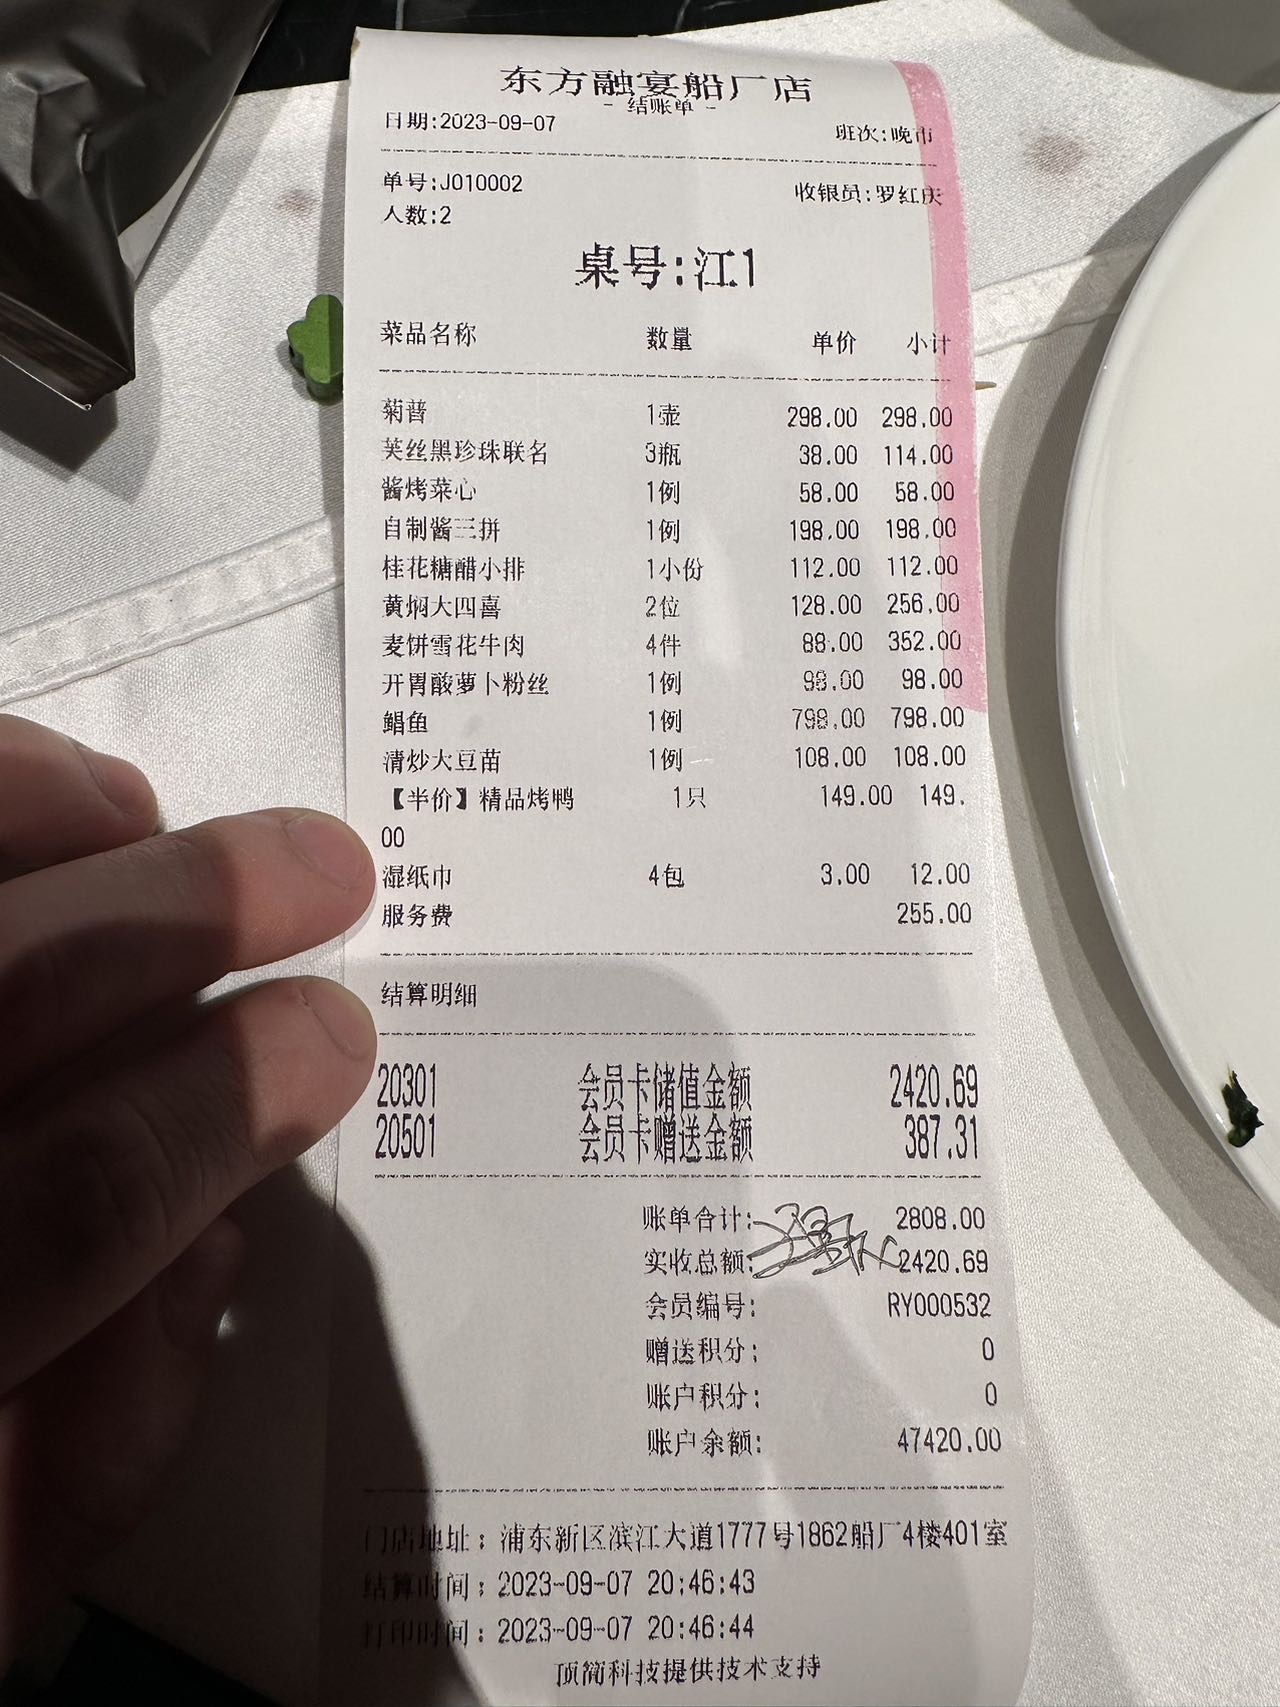 东方融宴船厂店
- 结账单 -
日期:2023-09-07 班次:晚市
单号:J010002 收银员:罗红庆
人数:2
桌号:江1
菜品名称 数量 单价 小计
菊普 1壶 298.00 298.00
芙丝黑珍珠联名 3瓶 38.00 114.00
酱烤菜心 1例 58.00 58.00
自制酱三拼 1例 198.00 198.00
桂花糖醋小排 1小份 112.00 112.00
黄焖大四喜 2位 128.00 256.00
麦饼雪花牛肉 4件 88.00 352.00
开胃酸萝卜粉丝 1例 98.00 98.00
鲳鱼 1例 798.00 798.00
清炒大豆苗 1例 108.00 108.00
【半价】精品烤鸭 1只 149.00 149.
00
湿纸巾 4包 3.00 12.00
服务费 255.00
结算明细
20301 会员卡储值金额 2420.69
20501 会员卡赠送金额 387.31
账单合计: 2808.00
实收总额: 2420.69
会员编号: RY000532
赠送积分: 0
账户积分: 0
账户余额: 47420.00
门店地址：浦东新区滨江大道1777号1862船厂4楼401室
结算时间：2023-09-07 20:46:43
打印时间：2023-09-07 20:46:44
顶简科技提供技术支持